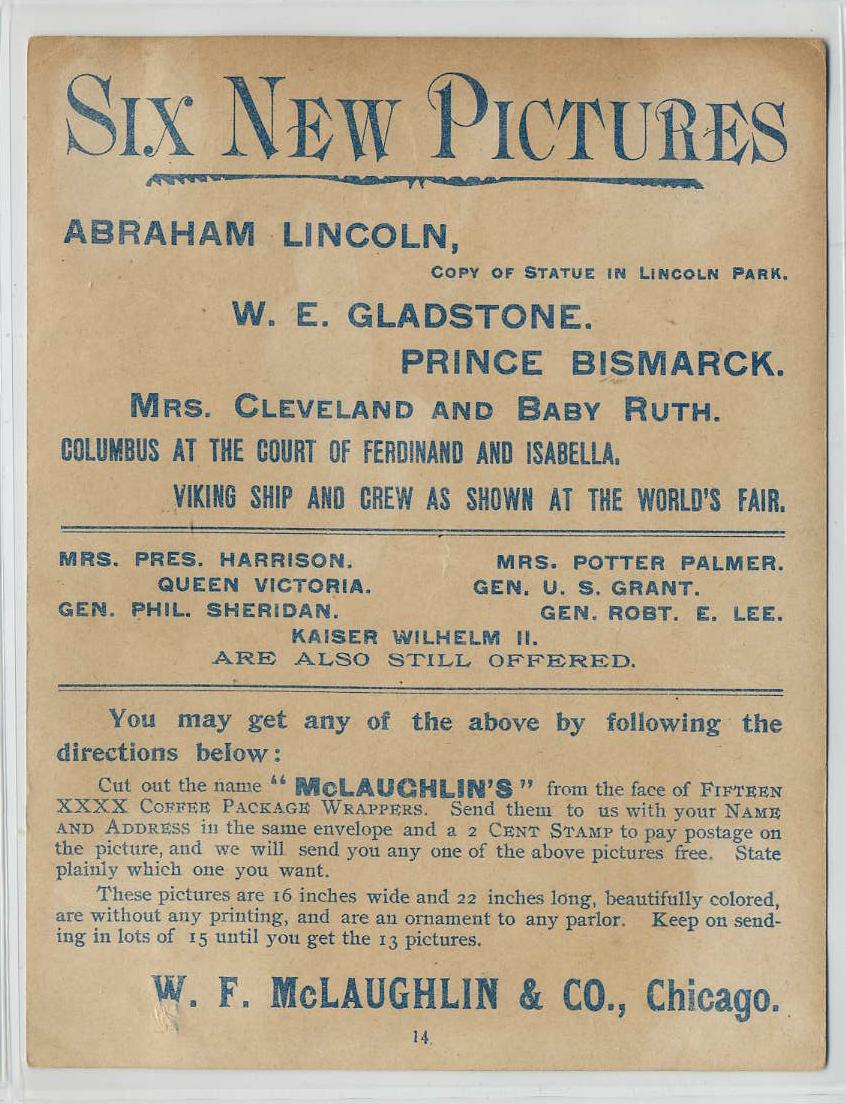 SIX NEW PICTURES
ABRAHAM LINCOLN,
COPY OF STATUE IN LINCOLN PARK.
W. E. GLADSTONE.
PRINCE BISMARCK.
MRS. CLEVELAND AND BABY RUTH.
COLUMBUS AT THE COURT OF FERDINAND AND ISABELLA.
VIKING SHIP AND CREW AS SHOWN AT THE WORLD'S FAIR.
MRS. PRES. HARRISON. MRS. POTTER PALMER.
QUEEN VICTORIA. GEN. U. S. GRANT.
GEN. PHIL. SHERIDAN. GEN. ROBT. E. LEE.
KAISER WILHELM II.
ARE ALSO STILL OFFERED.
You may get any of the above by following the
directions below:
Cut out the name "McLAUGHLIN'S" from the face of FIFTEEN
XXXX COFFEE PACKAGE WRAPPERS. Send them to us with your NAME
AND ADDRESS in the same envelope and a 2 CENT STAMP to pay postage on
the picture, and we will send you any one of the above pictures free. State
plainly which one you want.
These pictures are 16 inches wide and 22 inches long, beautifully colored,
are without any printing, and are an ornament to any parlor. Keep on send-
ing in lots of 15 until you get the 13 pictures.
W. F. McLAUGHLIN & CO., Chicago.
14